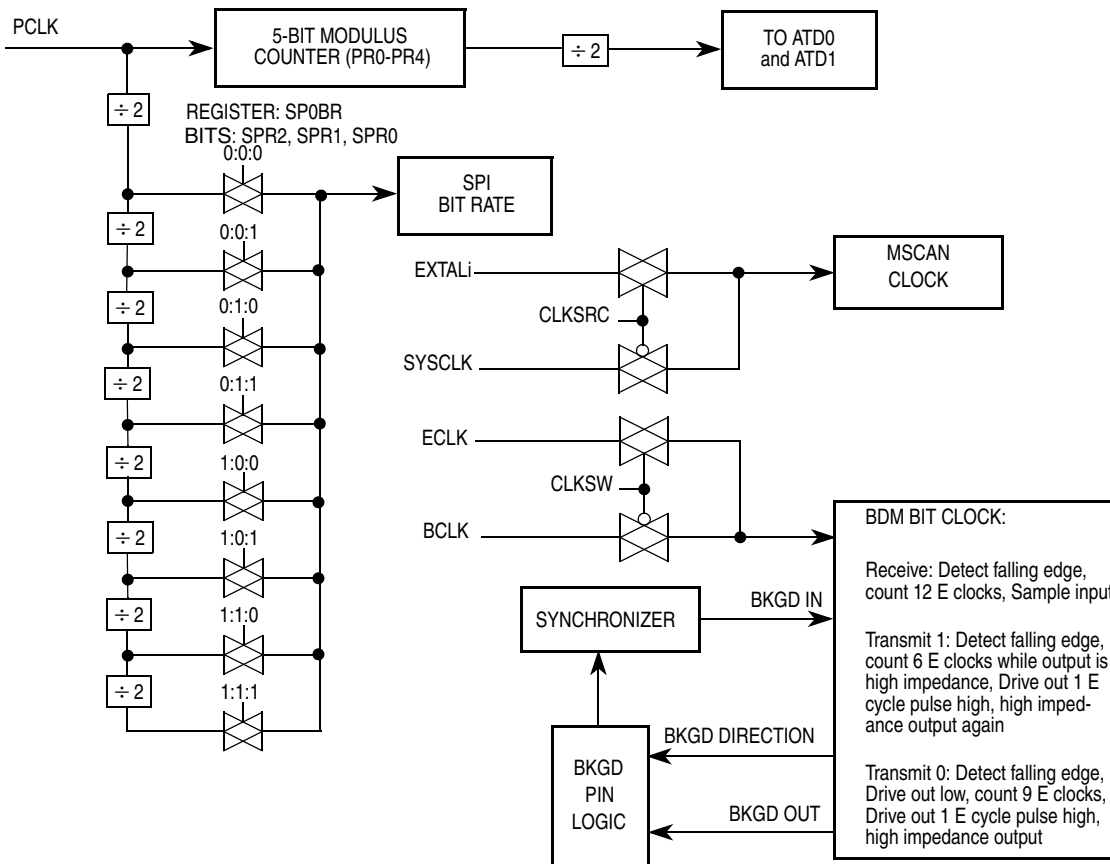 PCLK
5-BIT MODULUS
COUNTER (PR0-PR4)
÷ 2
TO ATD0
and ATD1
÷ 2
REGISTER: SP0BR
BITS: SPR2, SPR1, SPR0
0:0:0
SPI
BIT RATE
÷ 2
0:0:1
÷ 2
0:1:0
÷ 2
0:1:1
÷ 2
1:0:0
÷ 2
1:0:1
÷ 2
1:1:0
÷ 2
1:1:1
EXTALi
MSCAN
CLOCK
CLKSRC
SYSCLK
ECLK
CLKSW
BCLK
BDM BIT CLOCK:
Receive: Detect falling edge,
count 12 E clocks, Sample input
Transmit 1: Detect falling edge,
count 6 E clocks while output is
high impedance, Drive out 1 E
cycle pulse high, high imped-
ance output again
Transmit 0: Detect falling edge,
Drive out low, count 9 E clocks,
Drive out 1 E cycle pulse high,
high impedance output
SYNCHRONIZER
BKGD IN
BKGD DIRECTION
BKGD OUT
BKGD
PIN
LOGIC